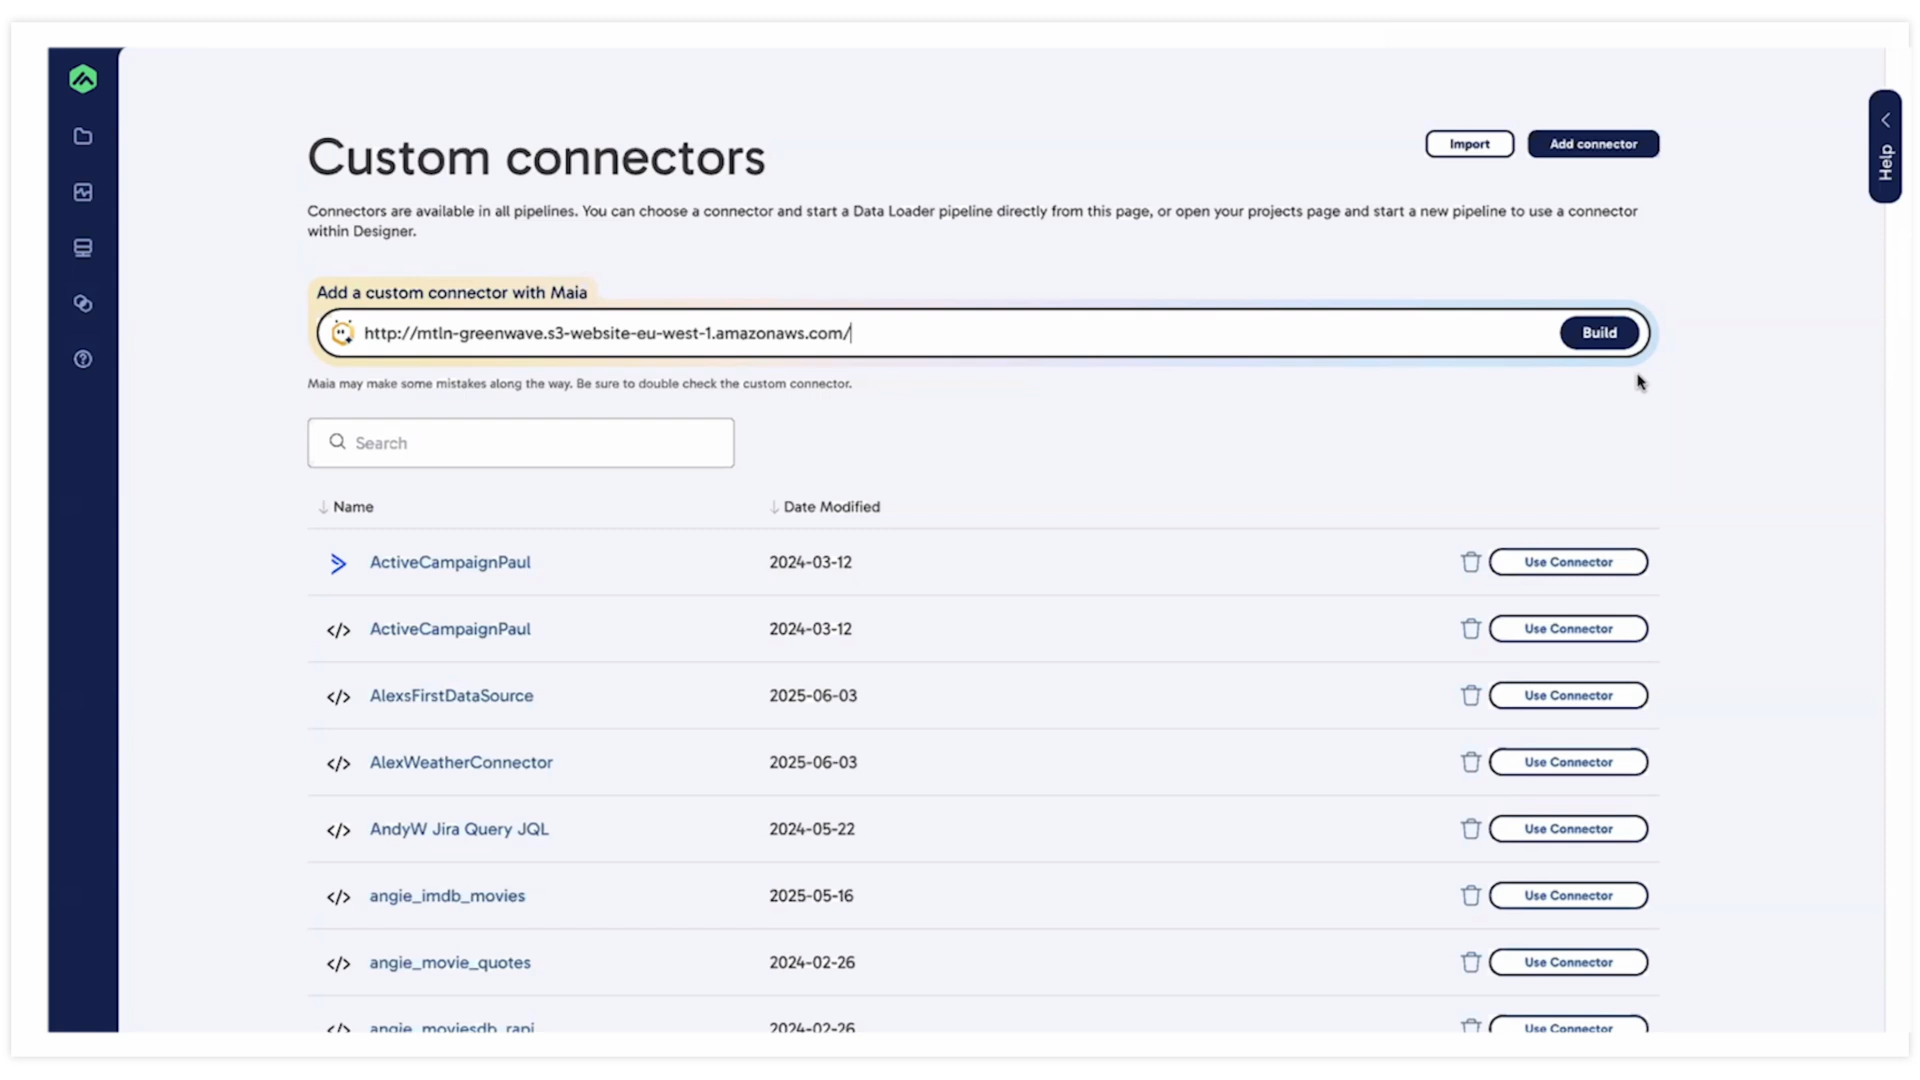 Custom connectors
Import
Add connector
Help
Connectors are available in all pipelines. You can choose a connector and start a Data Loader pipeline directly from this page, or open your projects page and start a new pipeline to use a connector
within Designer.
Add a custom connector with Maia
http://mtln-greenwave.s3-website-eu-west-1.amazonaws.com/
Build
Maia may make some mistakes along the way. Be sure to double check the custom connector.
Search
Name Date Modified
ActiveCampaignPaul 2024-03-12 Use Connector
ActiveCampaignPaul 2024-03-12 Use Connector
AlexsFirstDataSource 2025-06-03 Use Connector
AlexWeatherConnector 2025-06-03 Use Connector
AndyW Jira Query JQL 2024-05-22 Use Connector
angie_imdb_movies 2025-05-16 Use Connector
angie_movie_quotes 2024-02-26 Use Connector
angie_moviesdb_rapi 2024-02-26 Use Connector